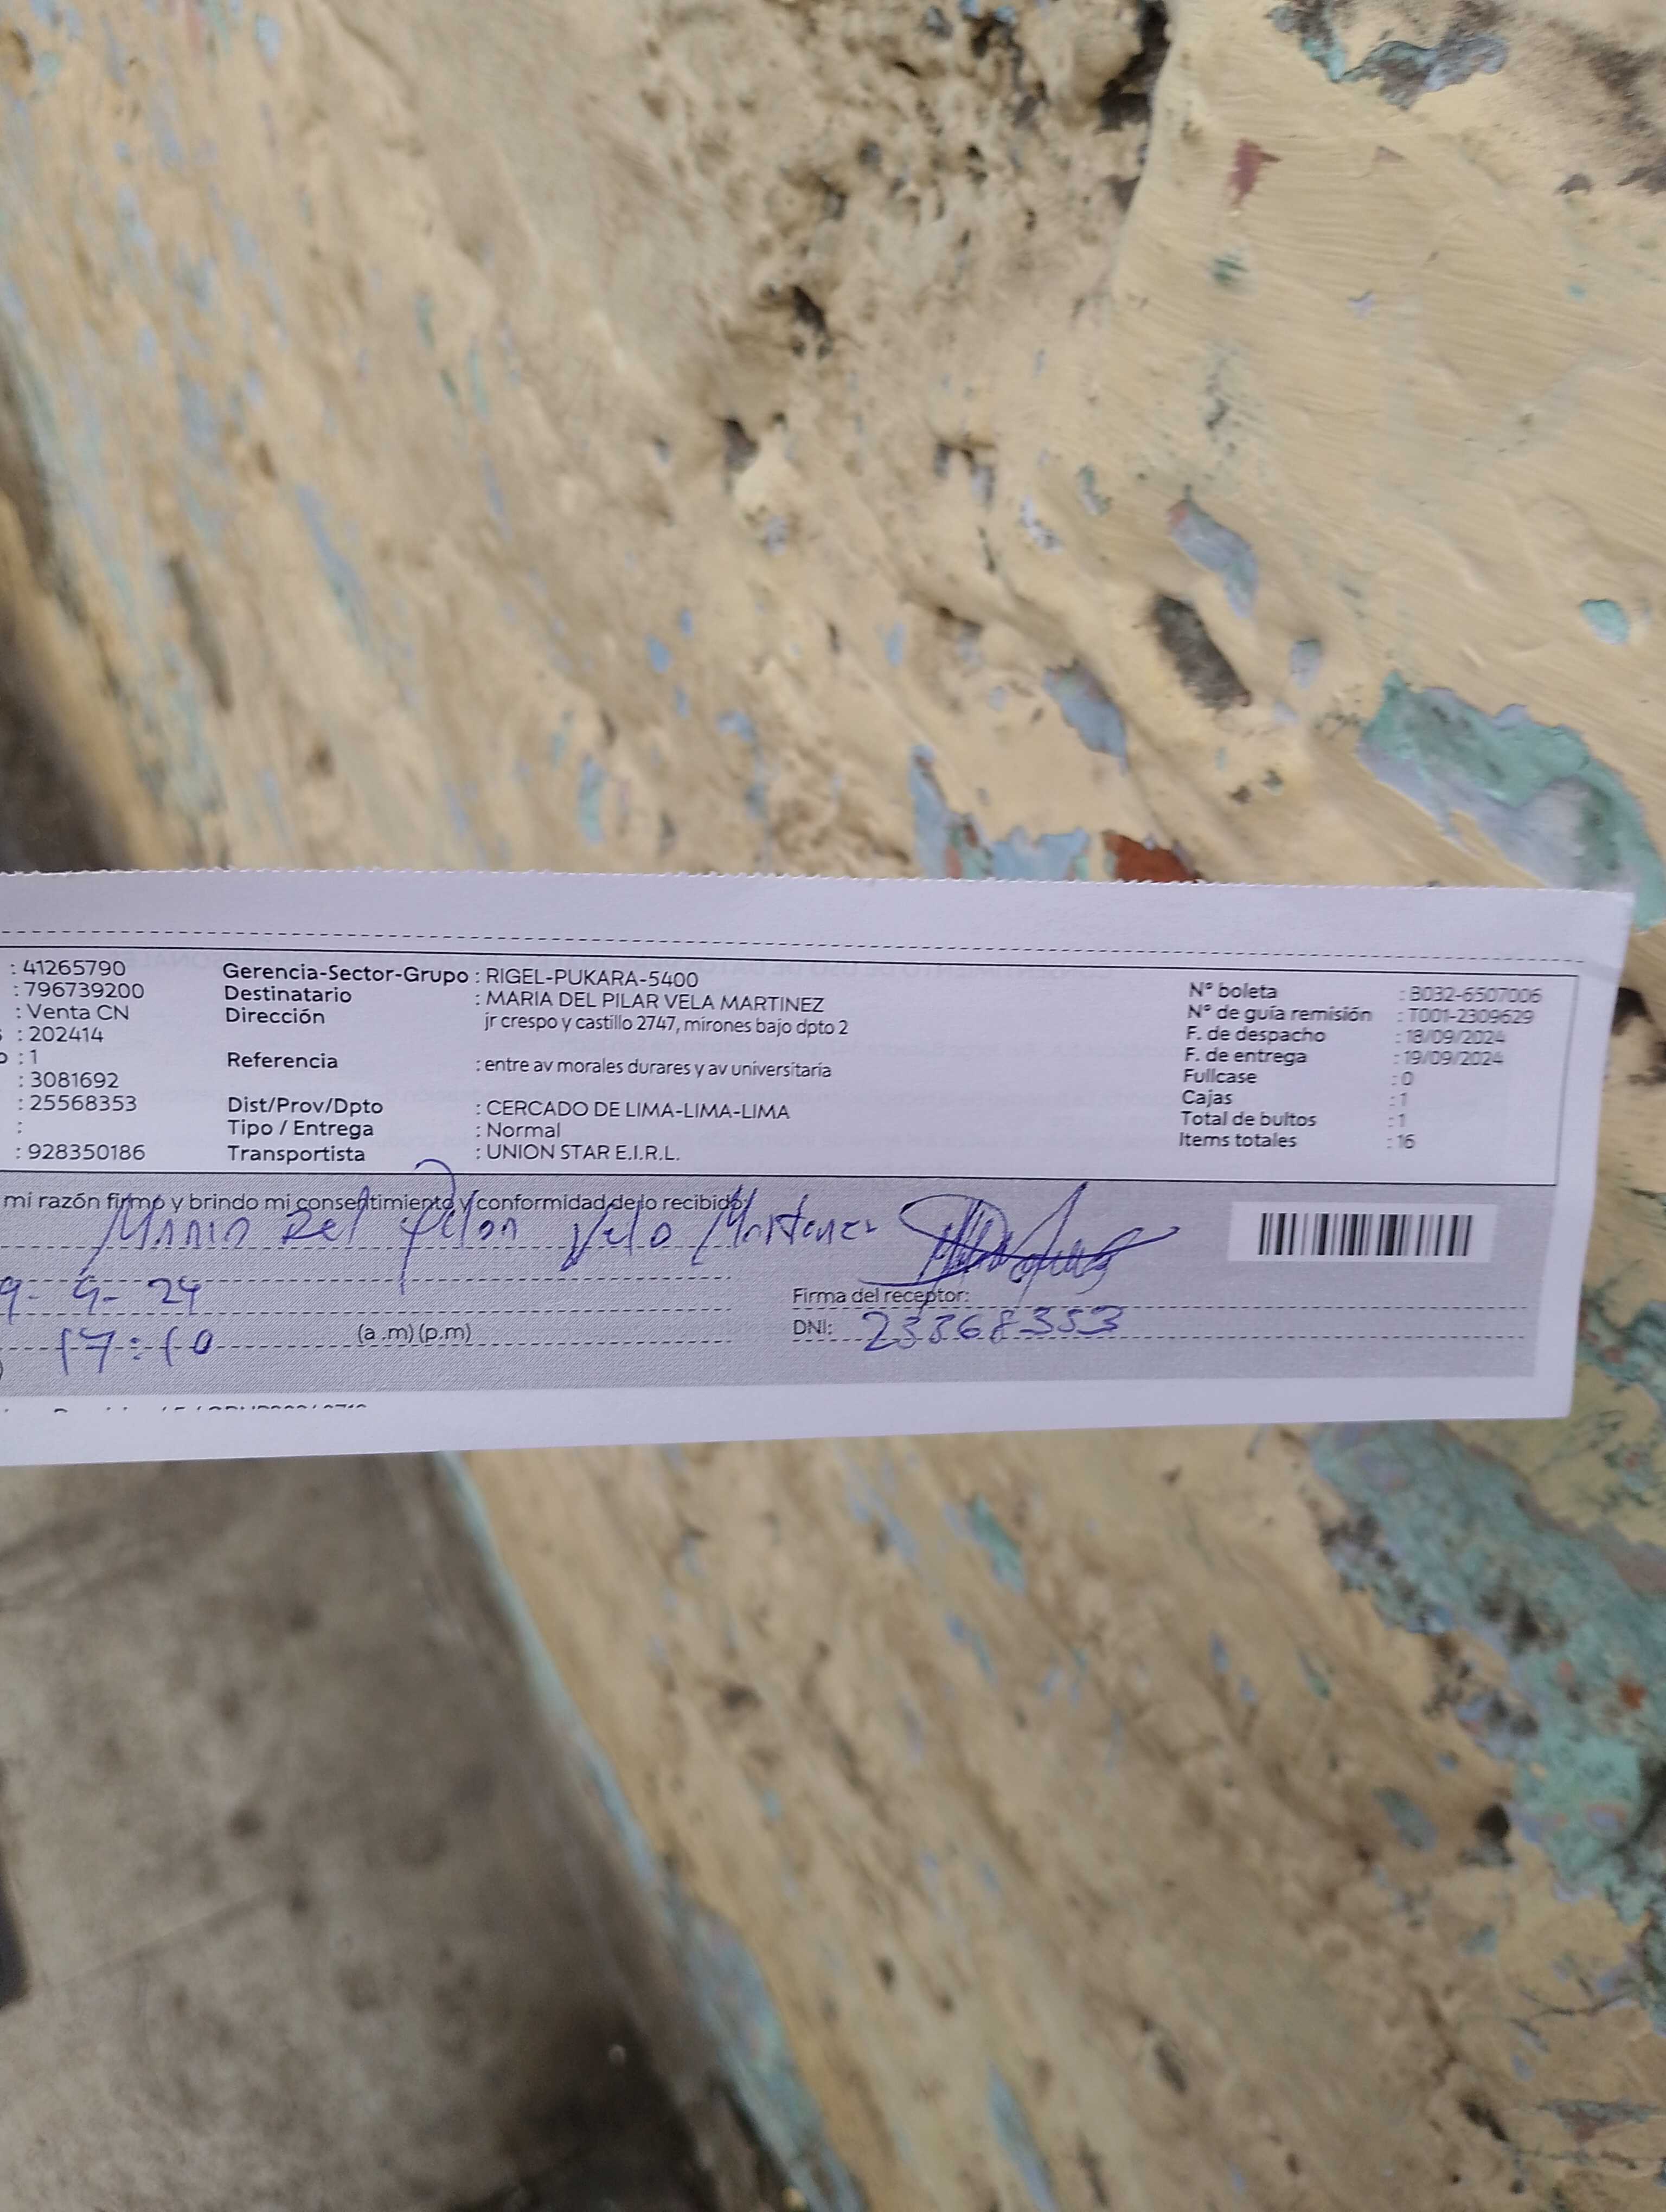 : 41265790
: 796739200
: Venta CN
: 202414
: 1
: 3081692
: 25568353
:
: 928350186
Gerencia-Sector-Grupo : RIGEL-PUKARA-5400
Destinatario : MARIA DEL PILAR VELA MARTINEZ
Dirección jr crespo y castillo 2747, mirones bajo dpto 2
Referencia : entre av morales durares y av universitaria
Dist/Prov/Dpto : CERCADO DE LIMA-LIMA-LIMA
Tipo / Entrega : Normal
Transportista : UNION STAR E.I.R.L.
N° boleta : B032-6507006
N° de guía remisión : T001-2309629
F. de despacho : 18/09/2024
F. de entrega : 19/09/2024
Fullcase : 0
Cajas : 1
Total de bultos : 1
Items totales : 16
mi razón firmo y brindo mi consentimiento y conformidad de lo recibido:
Maria Del Pilar Vela Martinez
9- 9- 24
17:10 (a.m)(p.m)
Firma del receptor:
DNI: